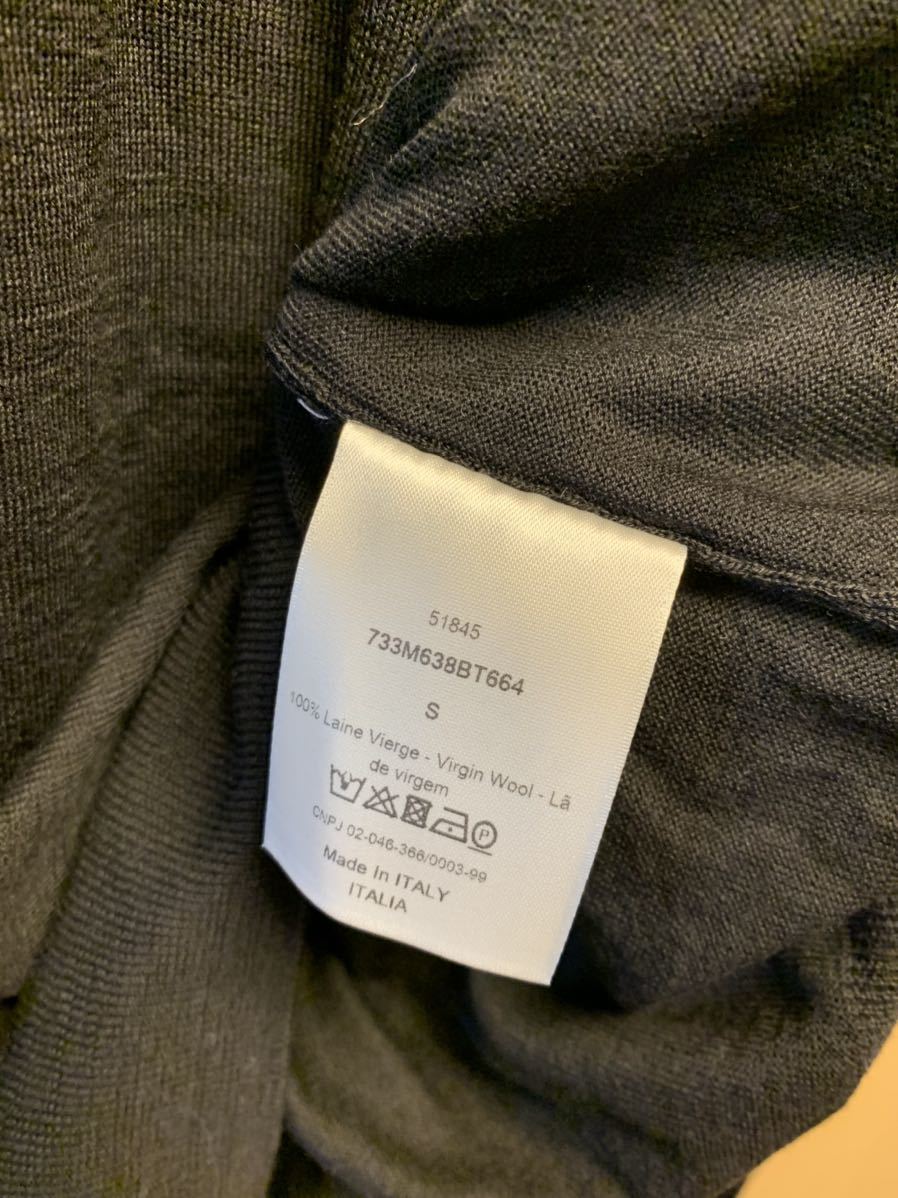 51845
733M638BT664
S
100% Laine Vierge - Virgin Wool - Lã
de virgem
P
CNPJ 02-046-366/0003-99
Made In ITALY
ITALIA